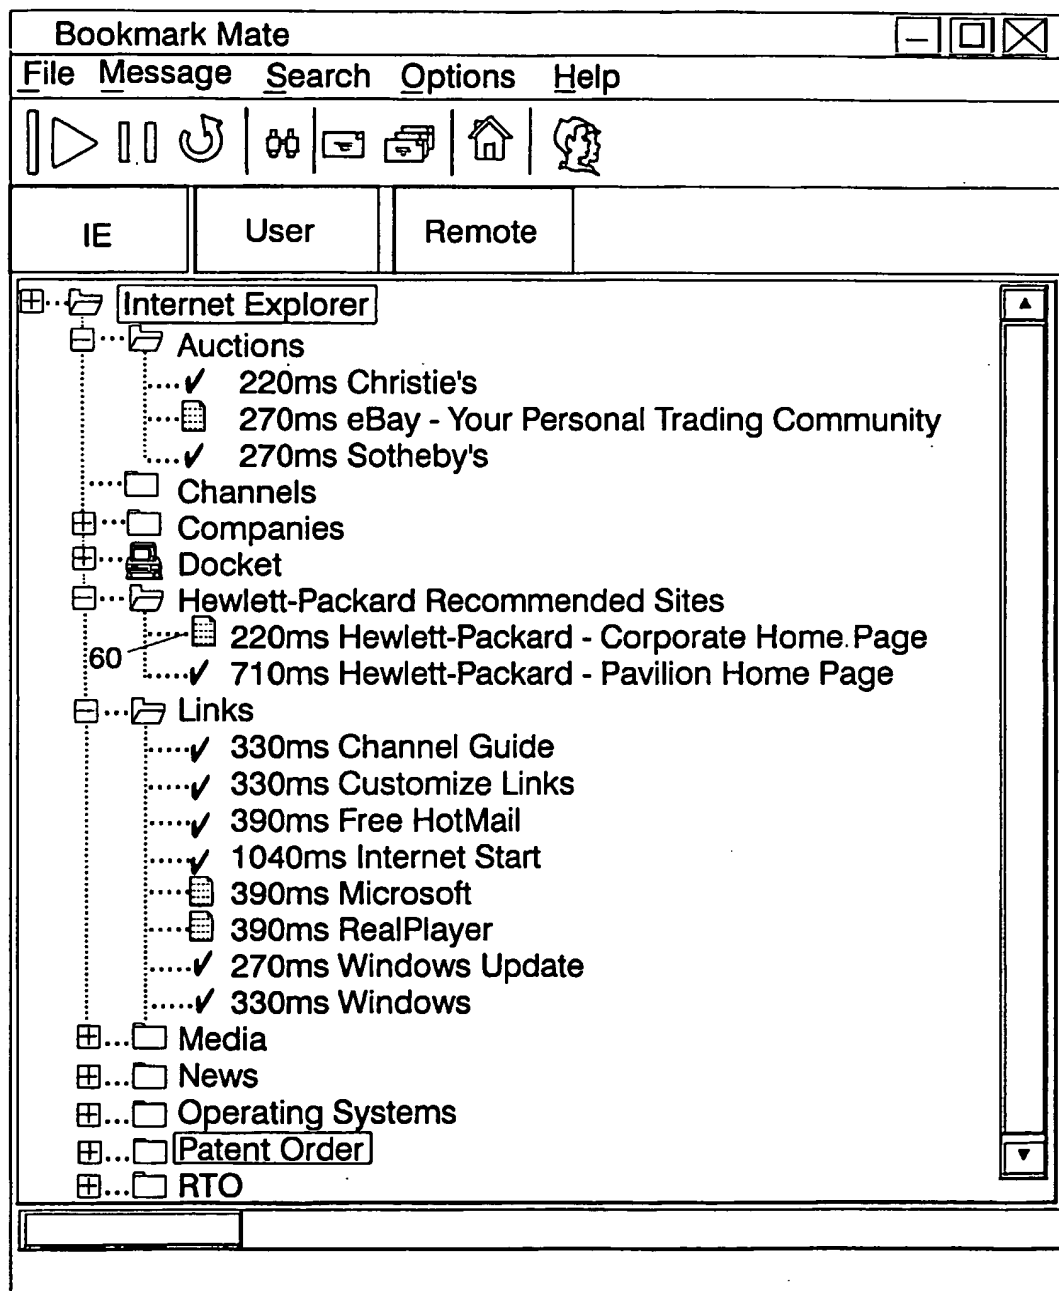 Bookmark Mate
File Message Search Options Help
IE User Remote
Internet Explorer
Auctions
220ms Christie's
270ms eBay - Your Personal Trading Community
270ms Sotheby's
Channels
Companies
Docket
Hewlett-Packard Recommended Sites
220ms Hewlett-Packard - Corporate Home Page
60
710ms Hewlett-Packard - Pavilion Home Page
Links
330ms Channel Guide
330ms Customize Links
390ms Free HotMail
1040ms Internet Start
390ms Microsoft
390ms RealPlayer
270ms Windows Update
330ms Windows
Media
News
Operating Systems
Patent Order
RTO